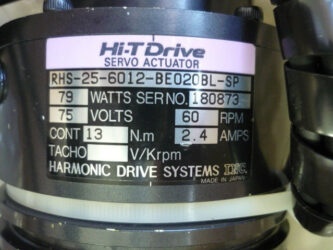 Hi-T Drive
SERVO ACTUATOR
RHS-25-6012-BE020BL-SP
79 WATTS SER NO. 180873
75 VOLTS 60 RPM
CONT 13 N.m 2.4 AMPS
TACHO V/Krpm
HARMONIC DRIVE SYSTEMS INC.
MADE IN JAPAN